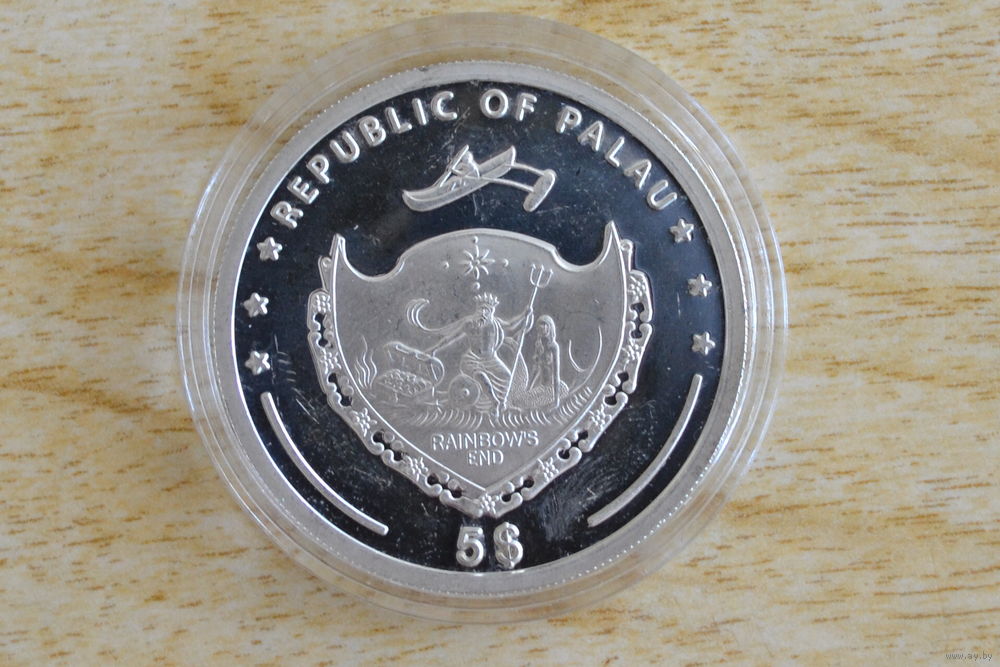 REPUBLIC OF PALAU
RAINBOW'S
END
5$
www.ay.by